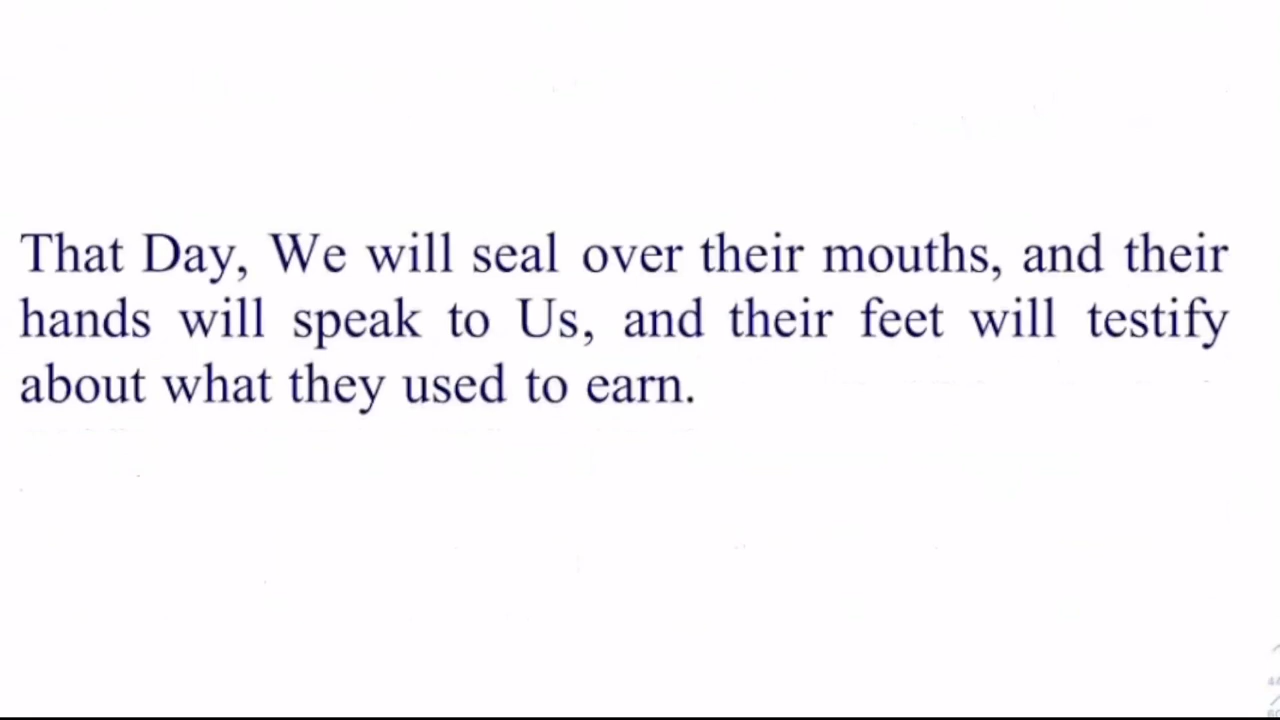 That Day, We will seal over their mouths, and their
hands will speak to Us, and their feet will testify
about what they used to earn.